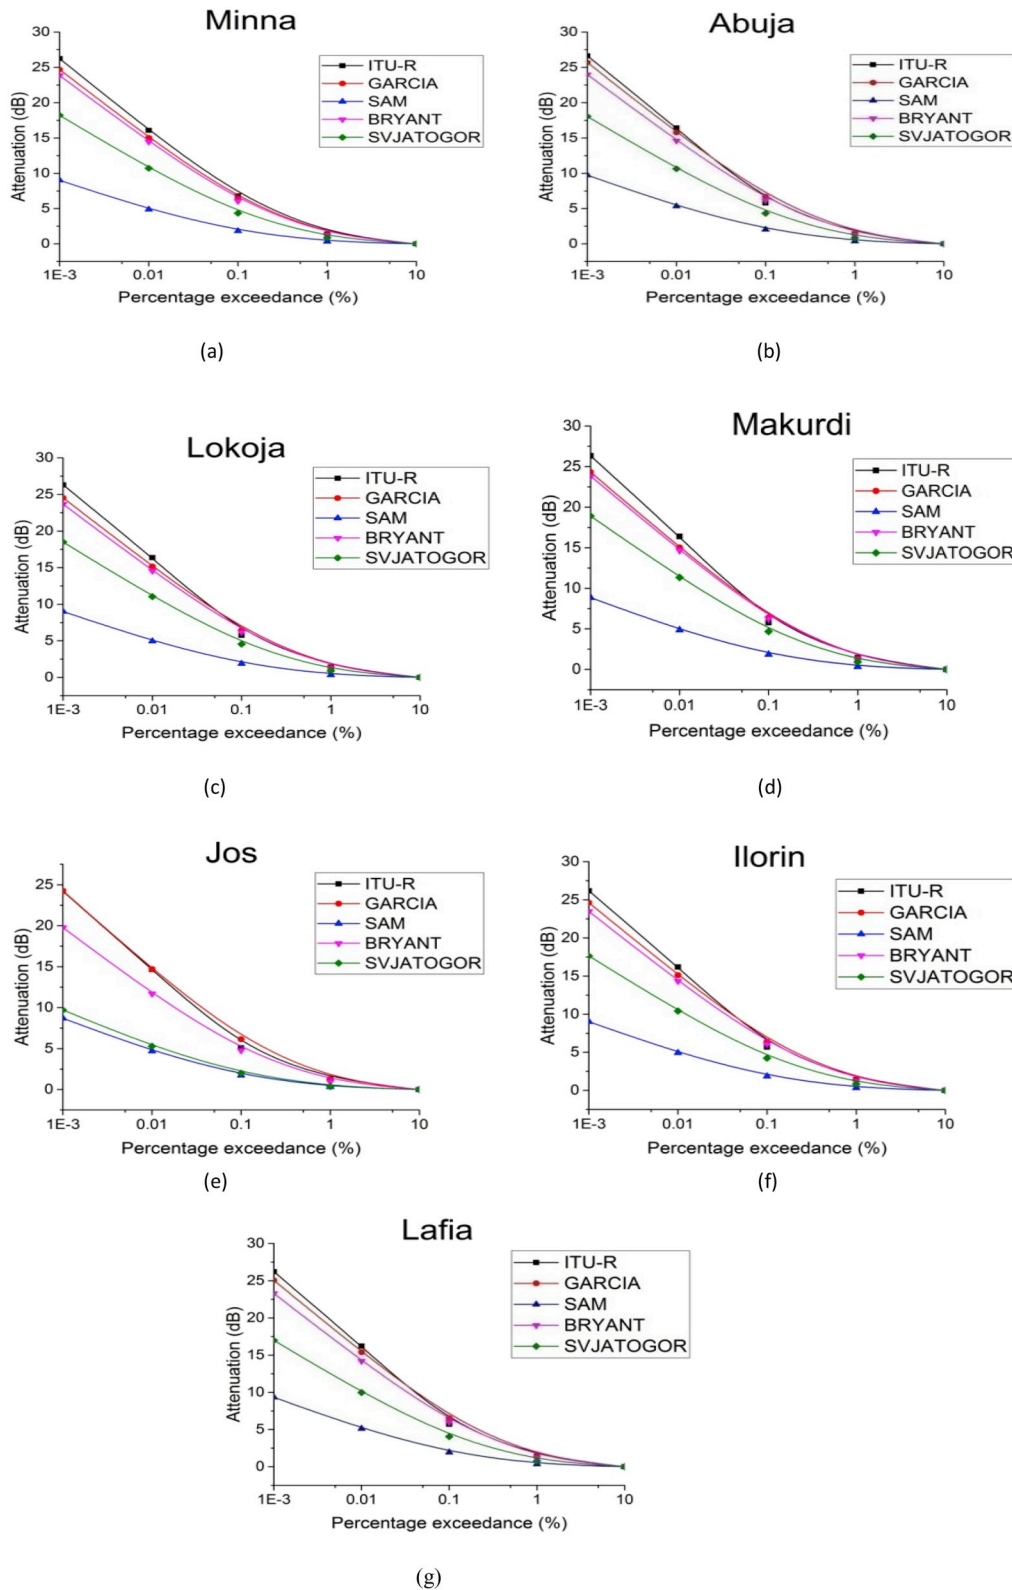 Minna
Attenuation (dB)
30
25
20
15
10
5
0
1E-3 0.01 0.1 1 10
Percentage exceedance (%)
ITU-R
GARCIA
SAM
BRYANT
SVJATOGOR
(a)
Abuja
Attenuation (dB)
30
25
20
15
10
5
0
1E-3 0.01 0.1 1 10
Percentage exceedance (%)
ITU-R
GARCIA
SAM
BRYANT
SVJATOGOR
(b)
Lokoja
Attenuation (dB)
30
25
20
15
10
5
0
1E-3 0.01 0.1 1 10
Percentage exceedance (%)
ITU-R
GARCIA
SAM
BRYANT
SVJATOGOR
(c)
Makurdi
Attenuation (dB)
30
25
20
15
10
5
0
1E-3 0.01 0.1 1 10
Percentage exceedance (%)
ITU-R
GARCIA
SAM
BRYANT
SVJATOGOR
(d)
Jos
Attenuation (dB)
25
20
15
10
5
0
1E-3 0.01 0.1 1 10
Percentage exceedance (%)
ITU-R
GARCIA
SAM
BRYANT
SVJATOGOR
(e)
Ilorin
Attenuation (dB)
30
25
20
15
10
5
0
1E-3 0.01 0.1 1 10
Percentage exceedance (%)
ITU-R
GARCIA
SAM
BRYANT
SVJATOGOR
(f)
Lafia
Attenuation (dB)
30
25
20
15
10
5
0
1E-3 0.01 0.1 1 10
Percentage exceedance (%)
ITU-R
GARCIA
SAM
BRYANT
SVJATOGOR
(g)